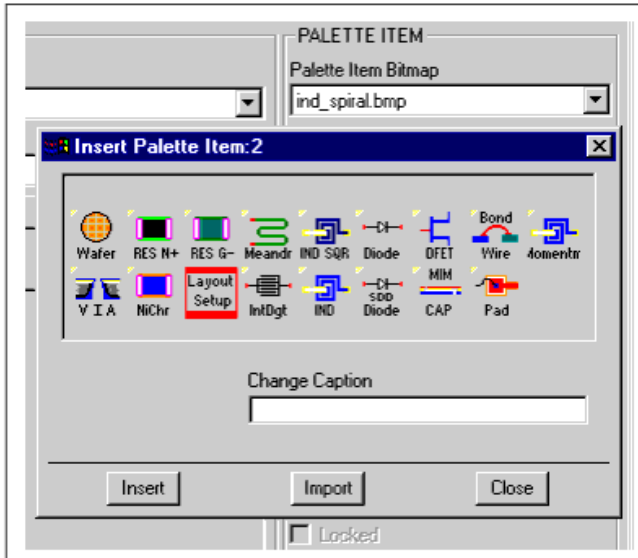 PALETTE ITEM
Palette Item Bitmap
ind_spiral.bmp
Insert Palette Item:2
Wafer RES N+ RES G- Meandr IND SQR Diode DFET Bond Wire Momentm
V I A NiChr Layout Setup IntDgt IND SDD Diode MIM CAP Pad
Change Caption
Insert Import Close
Locked